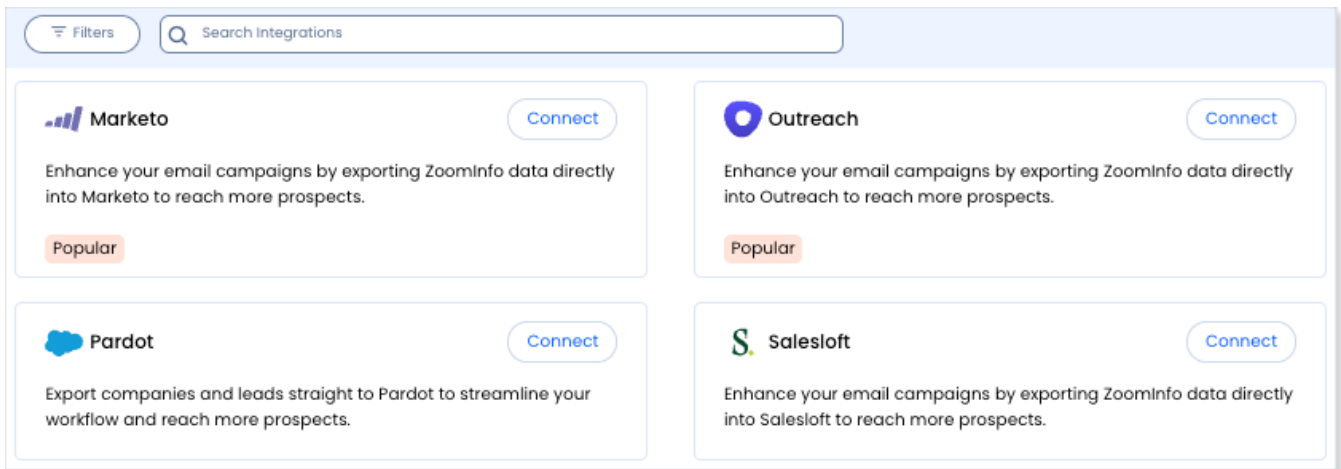 Filters
Search Integrations
Marketo
Connect
Enhance your email campaigns by exporting ZoomInfo data directly
into Marketo to reach more prospects.
Popular
Outreach
Connect
Enhance your email campaigns by exporting ZoomInfo data directly
into Outreach to reach more prospects.
Popular
Pardot
Connect
Export companies and leads straight to Pardot to streamline your
workflow and reach more prospects.
S. Salesloft
Connect
Enhance your email campaigns by exporting ZoomInfo data directly
into Salesloft to reach more prospects.